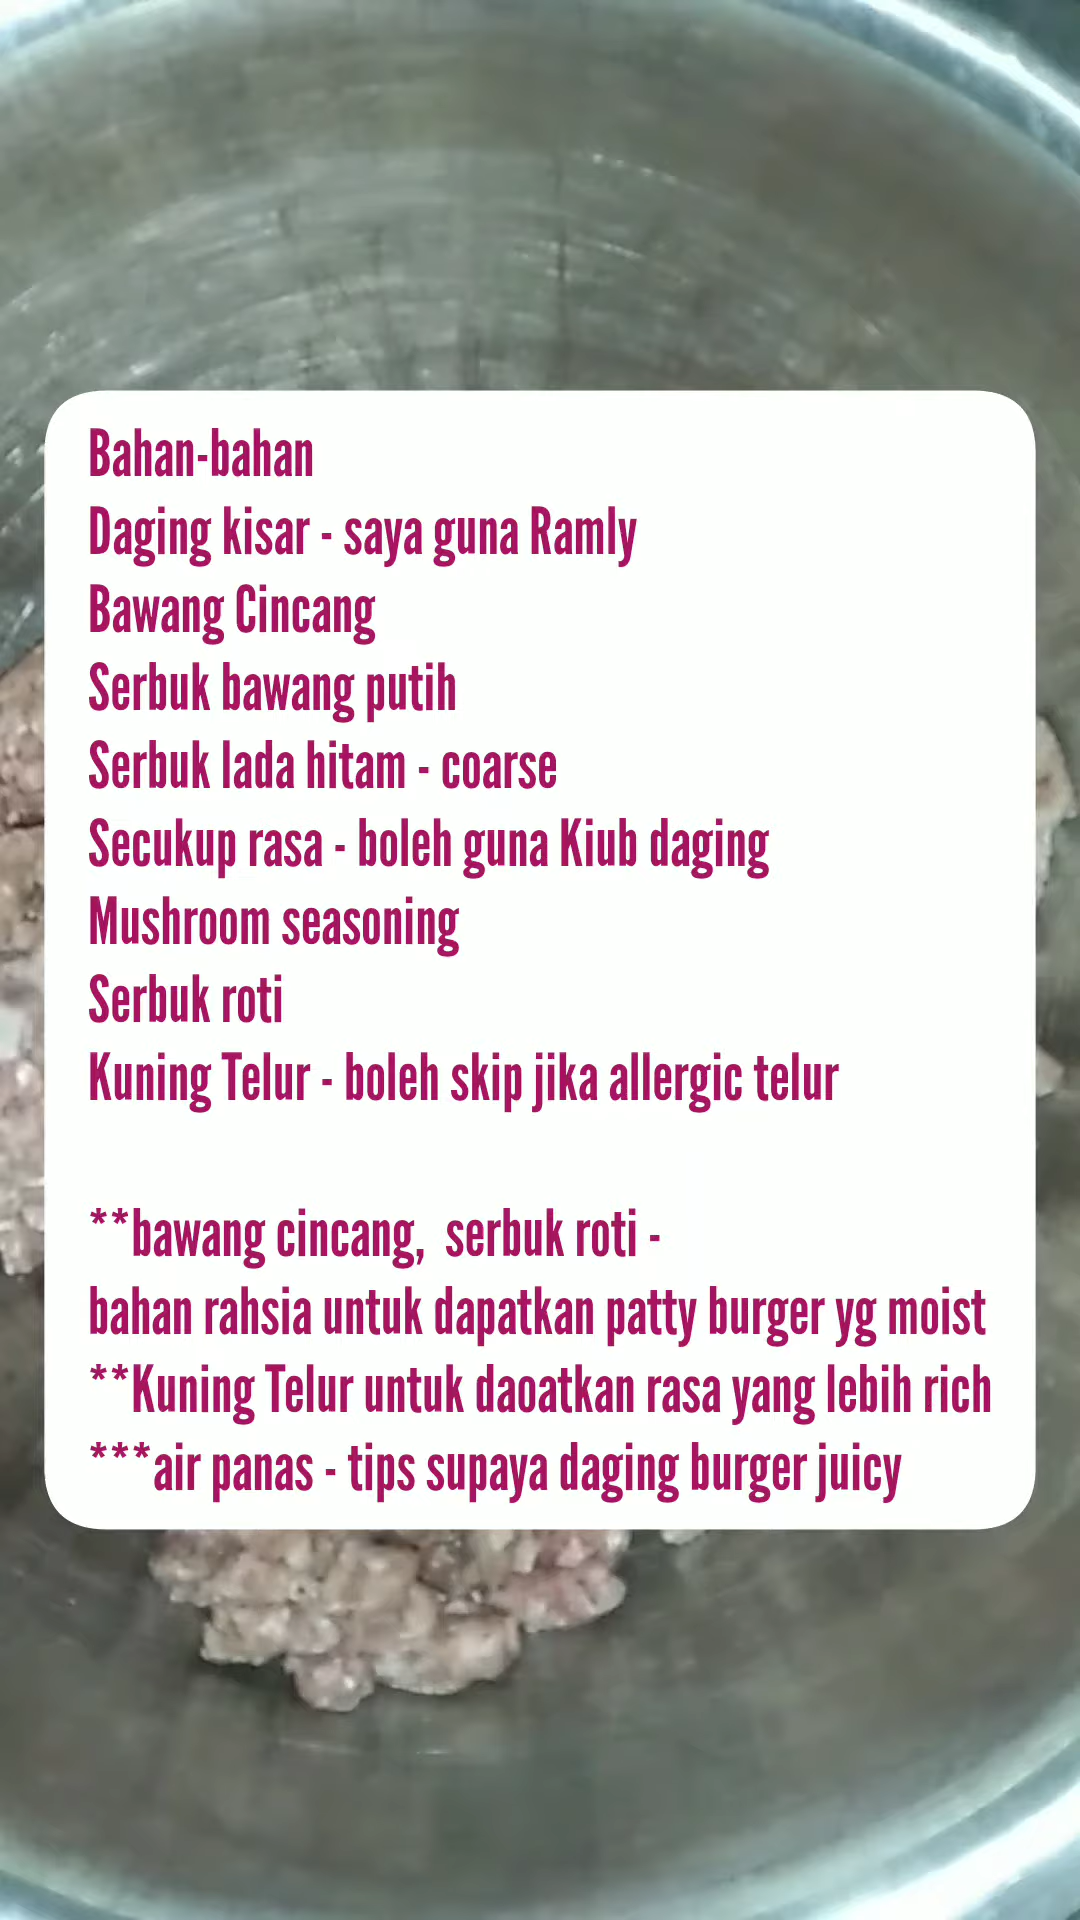 Bahan-bahan
Daging kisar - saya guna Ramly
Bawang Cincang
Serbuk bawang putih
Serbuk lada hitam - coarse
Secukup rasa - boleh guna Kiub daging
Mushroom seasoning
Serbuk roti
Kuning Telur - boleh skip jika allergic telur
**bawang cincang,  serbuk roti -
bahan rahsia untuk dapatkan patty burger yg moist
**Kuning Telur untuk daoatkan rasa yang lebih rich
***air panas - tips supaya daging burger juicy